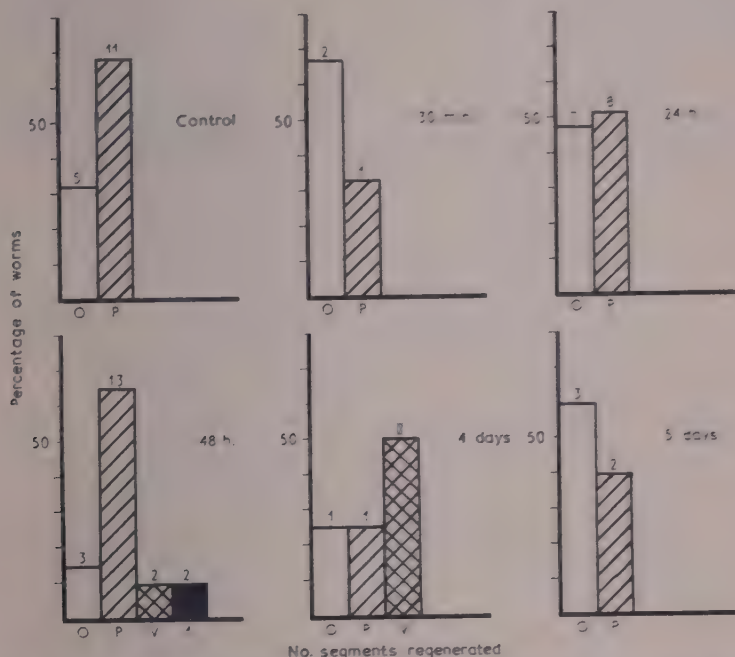 11
2
8
50
5
Control
50
1
50
24 h.
O P
O P
O P
Percentage of worms
13
3
50
48 h.
3
2 2
50
1 1
4 days
50
2
5 days
O P V
O P V
O P
No. segments regenerated